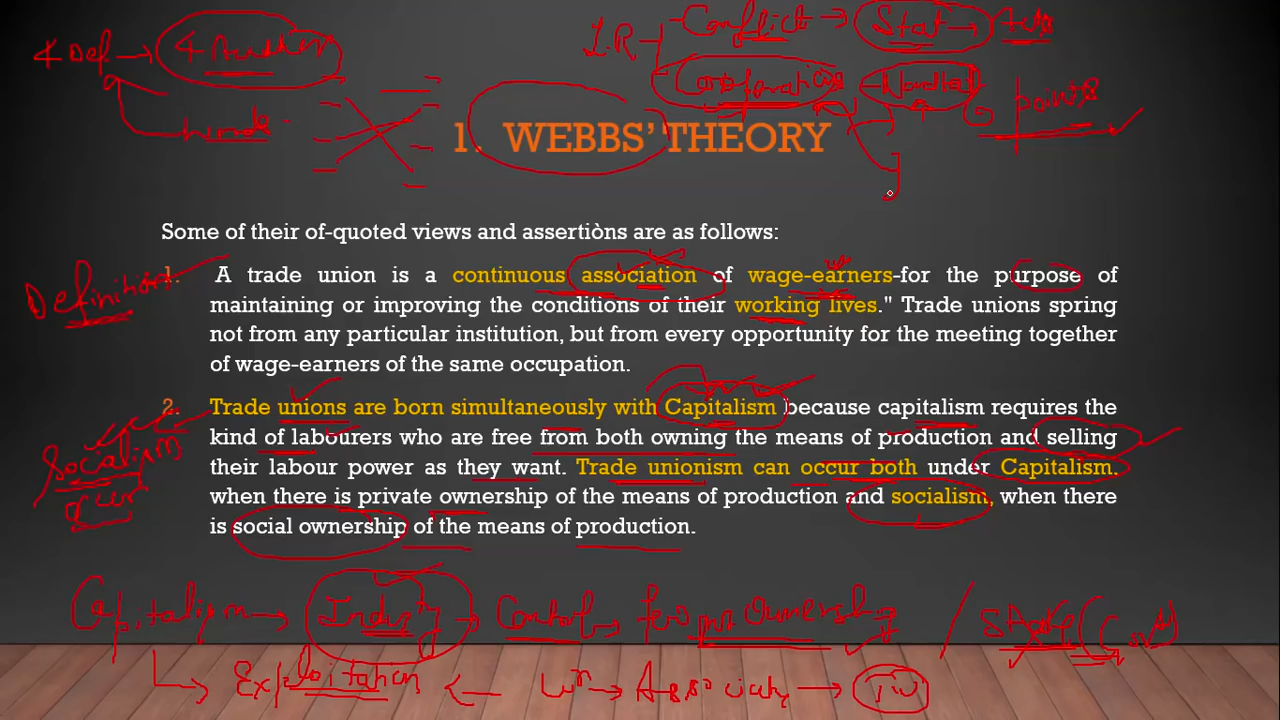 I.R Conflict → Stat → Acts
4 Def → 4 Author
points
words
1. WEBBS' THEORY
Some of their of-quoted views and assertiòns are as follows:
Definition
1. A trade union is a continuous association of wage-earners-for the purpose of
maintaining or improving the conditions of their working lives." Trade unions spring
not from any particular institution, but from every opportunity for the meeting together
of wage-earners of the same occupation.
2. Trade unions are born simultaneously with Capitalism because capitalism requires the
kind of labourers who are free from both owning the means of production and selling
Socialism
their labour power as they want. Trade unionism can occur both under Capitalism.
when there is private ownership of the means of production and socialism, when there
is social ownership of the means of production.
Capitalism → Industry → Control → Ownership / State (Govt)
→ Exploitation ← → Association → TU